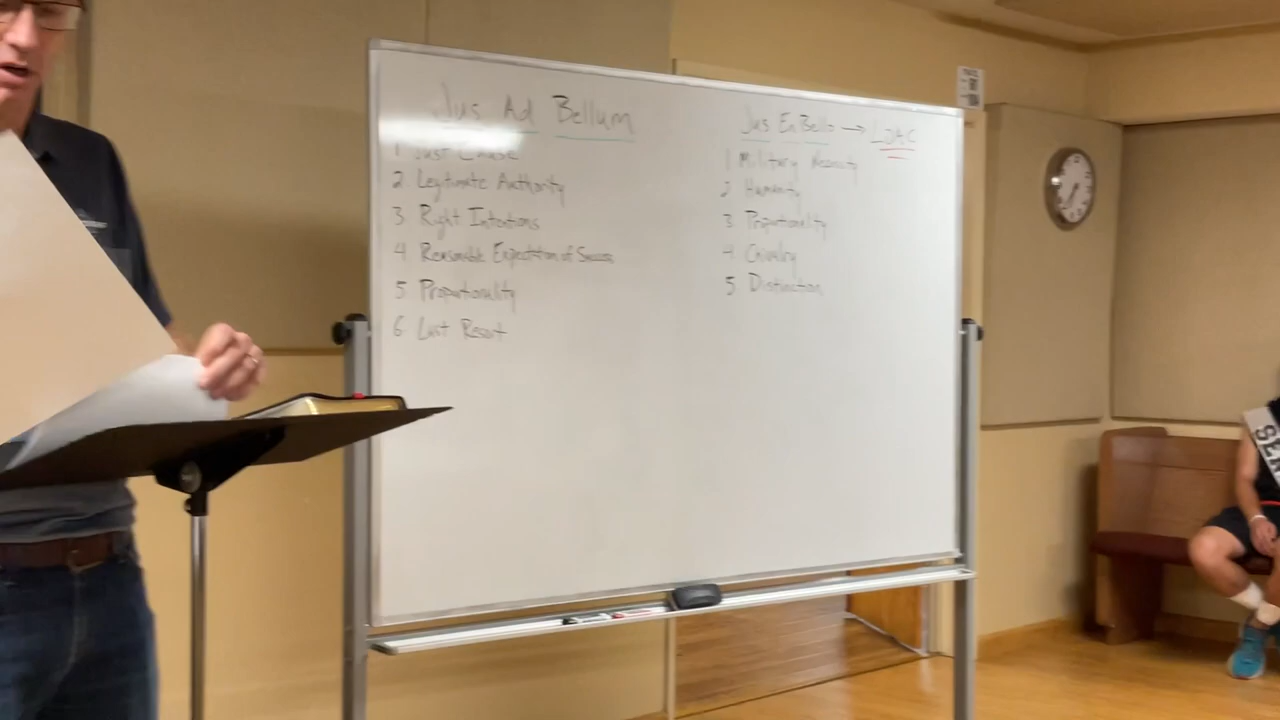 Jus Ad Bellum
1 Just Cause
2. Legitimate Authority
3 Right Intentions
4 Reasonable Expectation of Success
5 Proportionality
6 Last Resort
Jus En Bello → LOAC
1 Military Necessity
2 Humanity
3 Proportionality
4 Chivalry
5 Distinction